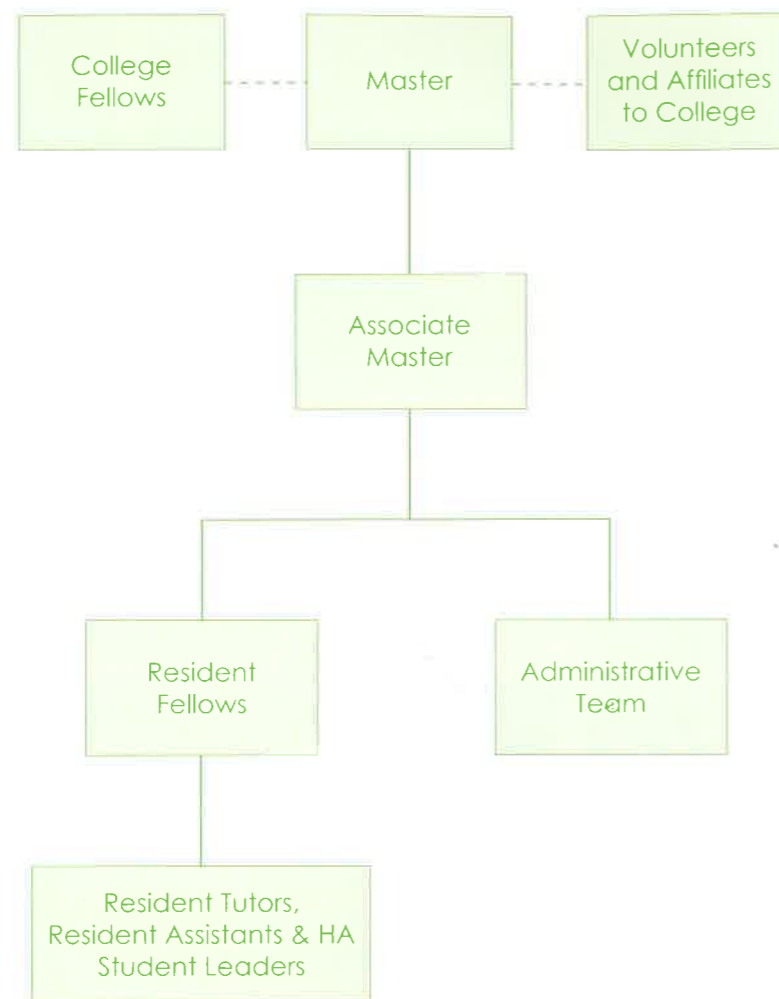 College
Fellows
Master
Volunteers
and Affiliates
to College
Associate
Master
Resident
Fellows
Administrative
Team
Resident Tutors,
Resident Assistants & HA
Student Leaders